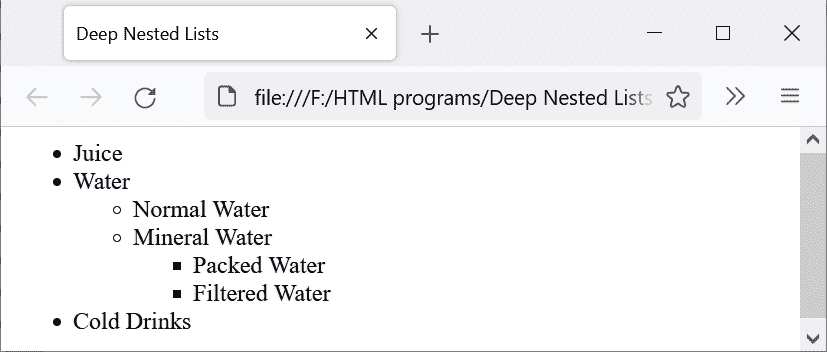 Deep Nested Lists
file:///F:/HTML programs/Deep Nested Lists
Juice
Water
Normal Water
Mineral Water
Packed Water
Filtered Water
Cold Drinks